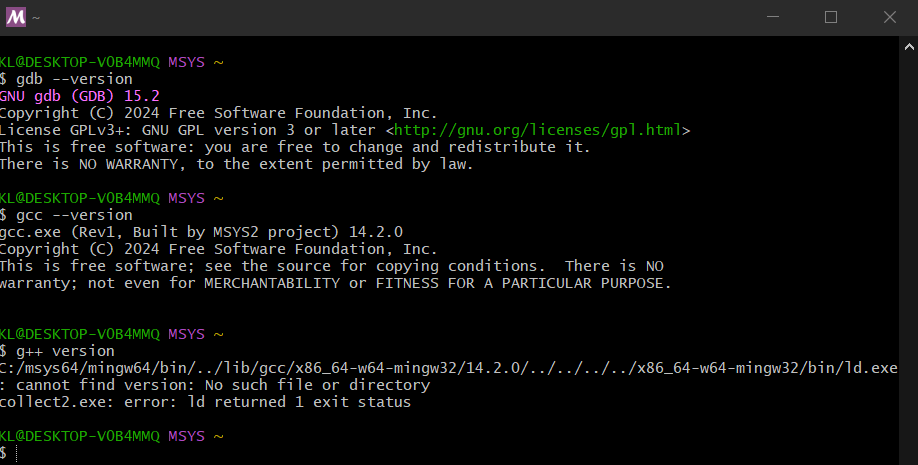 M ~
KL@DESKTOP-V0B4MMQ MSYS ~
$ gdb --version
GNU gdb (GDB) 15.2
Copyright (C) 2024 Free Software Foundation, Inc.
License GPLv3+: GNU GPL version 3 or later <http://gnu.org/licenses/gpl.html>
This is free software: you are free to change and redistribute it.
There is NO WARRANTY, to the extent permitted by law.
KL@DESKTOP-V0B4MMQ MSYS ~
$ gcc --version
gcc.exe (Rev1, Built by MSYS2 project) 14.2.0
Copyright (C) 2024 Free Software Foundation, Inc.
This is free software; see the source for copying conditions.  There is NO
warranty; not even for MERCHANTABILITY or FITNESS FOR A PARTICULAR PURPOSE.
KL@DESKTOP-V0B4MMQ MSYS ~
$ g++ version
C:/msys64/mingw64/bin/../lib/gcc/x86_64-w64-mingw32/14.2.0/../../../../x86_64-w64-mingw32/bin/ld.exe
: cannot find version: No such file or directory
collect2.exe: error: ld returned 1 exit status
KL@DESKTOP-V0B4MMQ MSYS ~
$